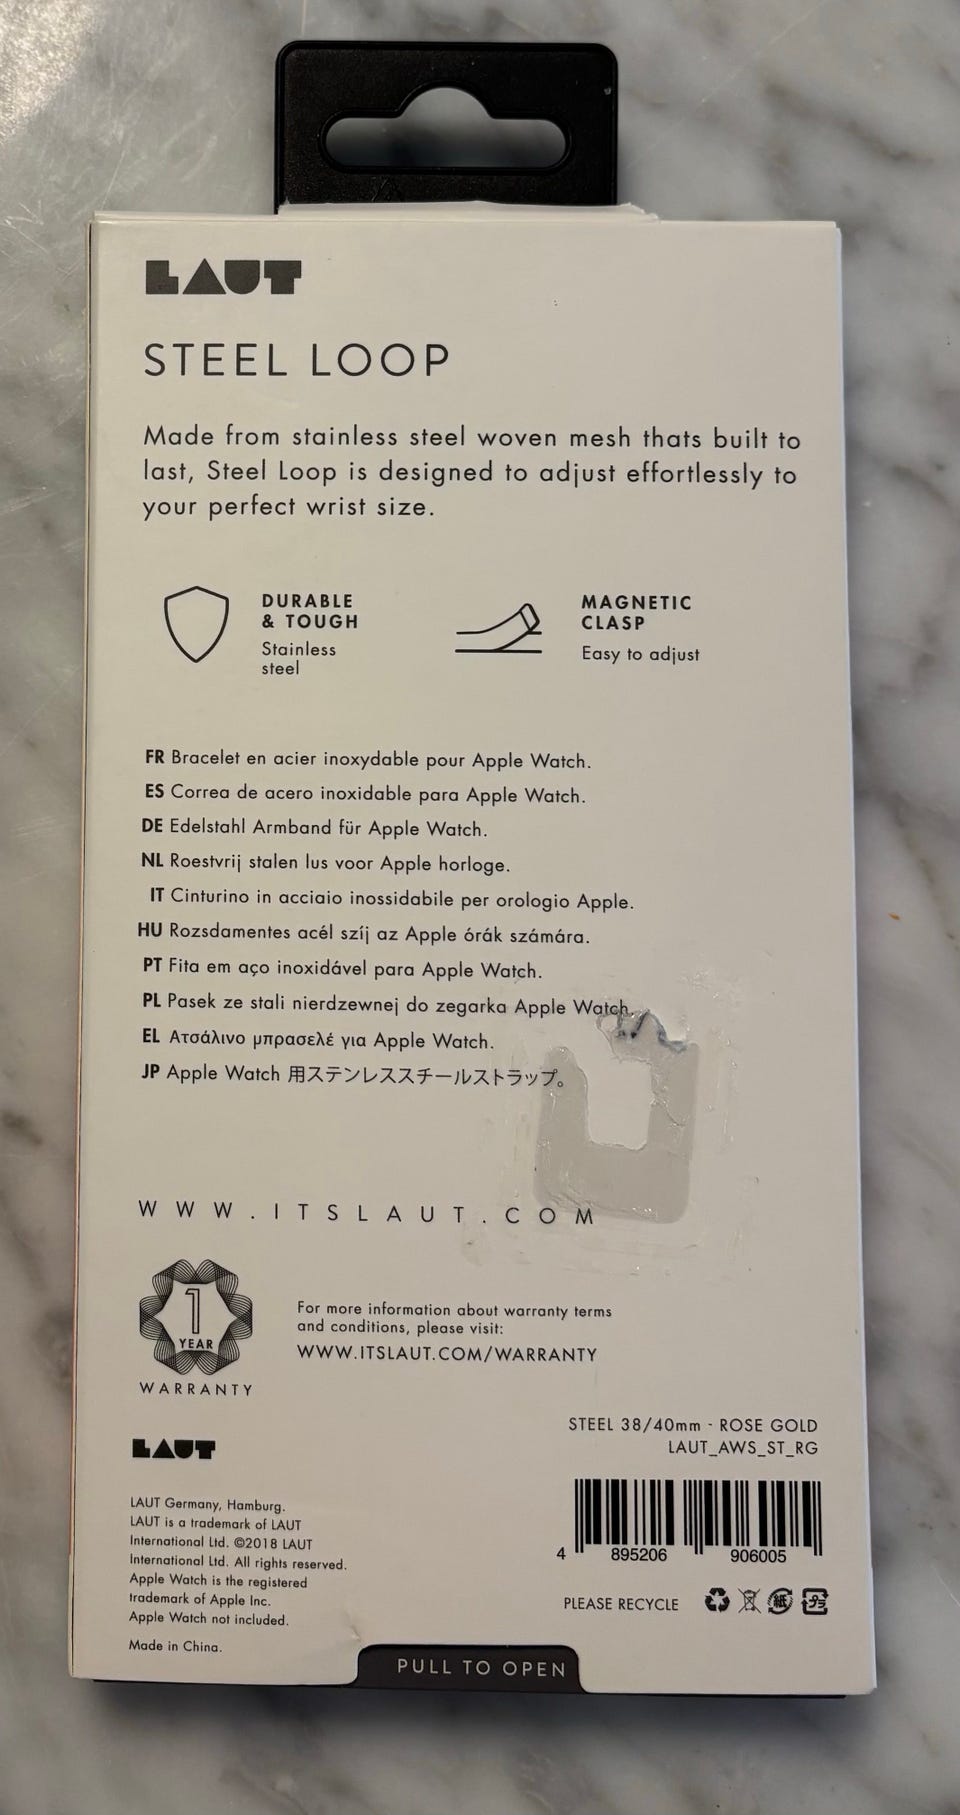 LAUT
STEEL LOOP
Made from stainless steel woven mesh thats built to
last, Steel Loop is designed to adjust effortlessly to
your perfect wrist size.
DURABLE
& TOUGH
Stainless
steel
MAGNETIC
CLASP
Easy to adjust
FR Bracelet en acier inoxydable pour Apple Watch.
ES Correa de acero inoxidable para Apple Watch.
DE Edelstahl Armband für Apple Watch.
NL Roestvrij stalen lus voor Apple horloge.
IT Cinturino in acciaio inossidabile per orologio Apple.
HU Rozsdamentes acél szíj az Apple órák számára.
PT Fita em aço inoxidável para Apple Watch.
PL Pasek ze stali nierdzewnej do zegarka Apple Watch.
EL Ατσάλινο μπρασελέ για Apple Watch.
JP Apple Watch 用ステンレススチールストラップ。
WWW.ITSLAUT.COM
1
YEAR
WARRANTY
For more information about warranty terms
and conditions, please visit:
WWW.ITSLAUT.COM/WARRANTY
STEEL 38/40mm - ROSE GOLD
LAUT_AWS_ST_RG
4 895206 906005
PLEASE RECYCLE
紙
プラ
LAUT
LAUT Germany, Hamburg.
LAUT is a trademark of LAUT
International Ltd. ©2018 LAUT
International Ltd. All rights reserved.
Apple Watch is the registered
trademark of Apple Inc.
Apple Watch not included.
Made in China.
PULL TO OPEN